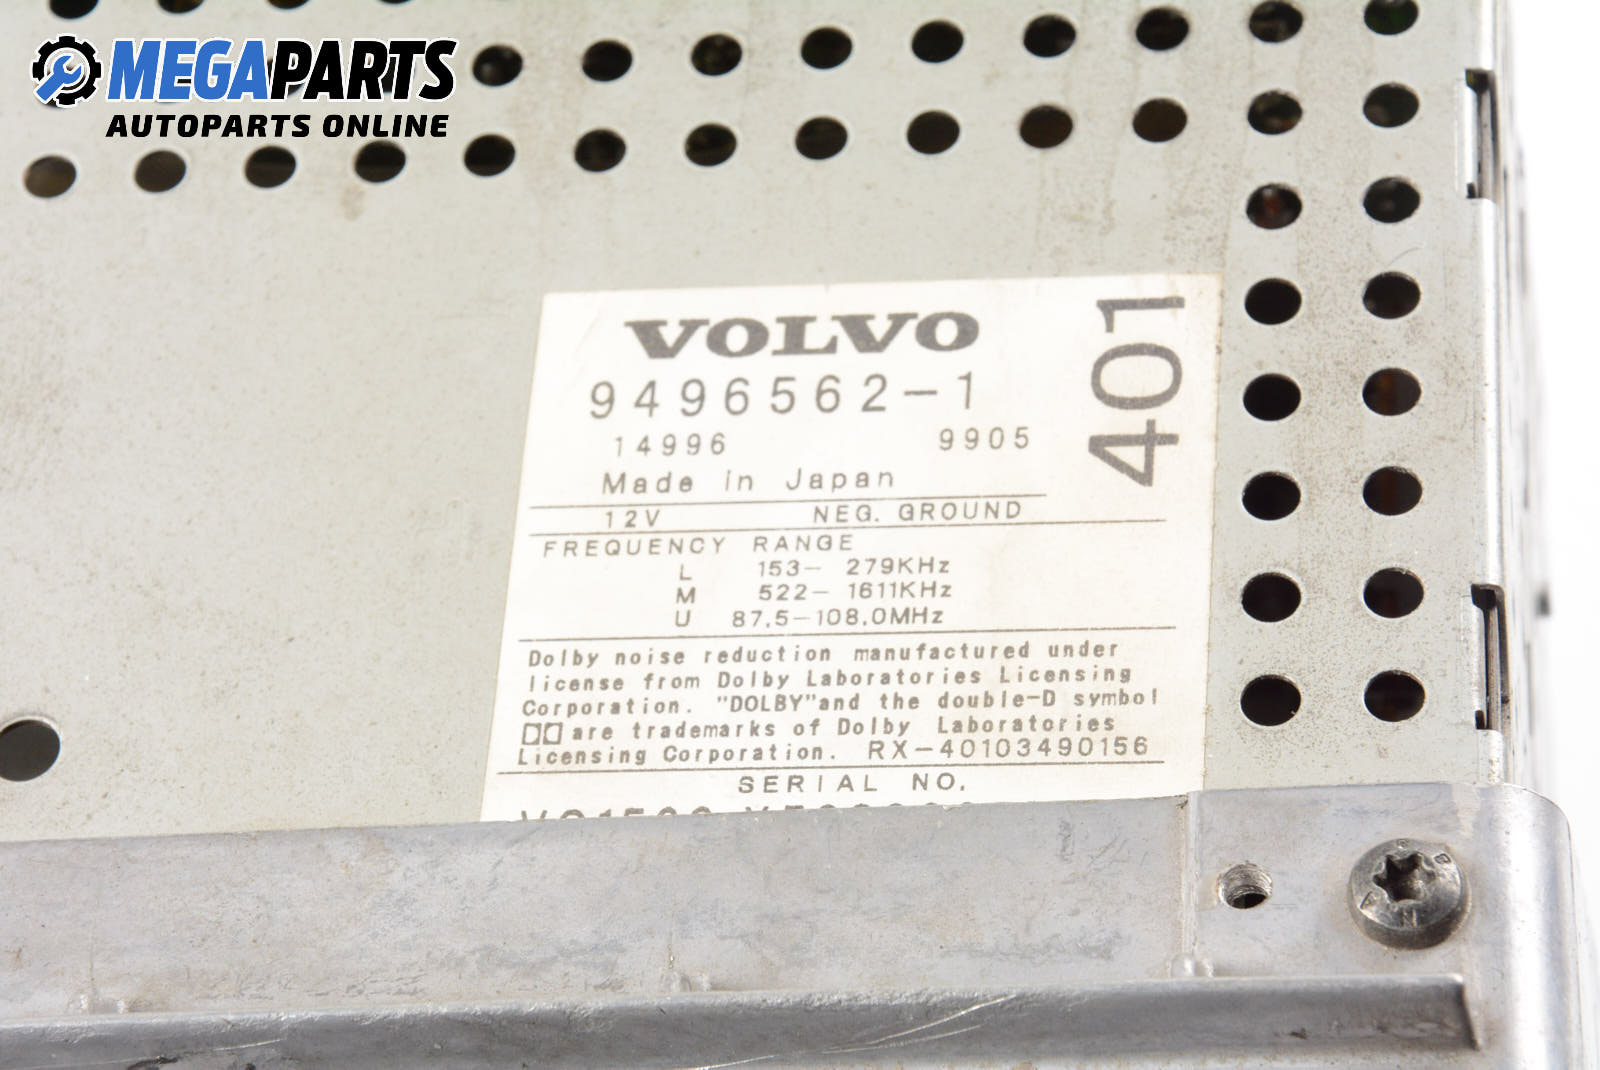 MEGAPARTS
AUTOPARTS ONLINE
VOLVO
9496562-1
401
14996 9905
Made in Japan
12V NEG. GROUND
FREQUENCY RANGE
L 153- 279KHz
M 522- 1611KHz
U 87.5-108.0MHz
Dolby noise reduction manufactured under
license from Dolby Laboratories Licensing
Corporation. "DOLBY"and the double-D symbol
are trademarks of Dolby Laboratories
Licensing Corporation. RX-40103490156
SERIAL NO.